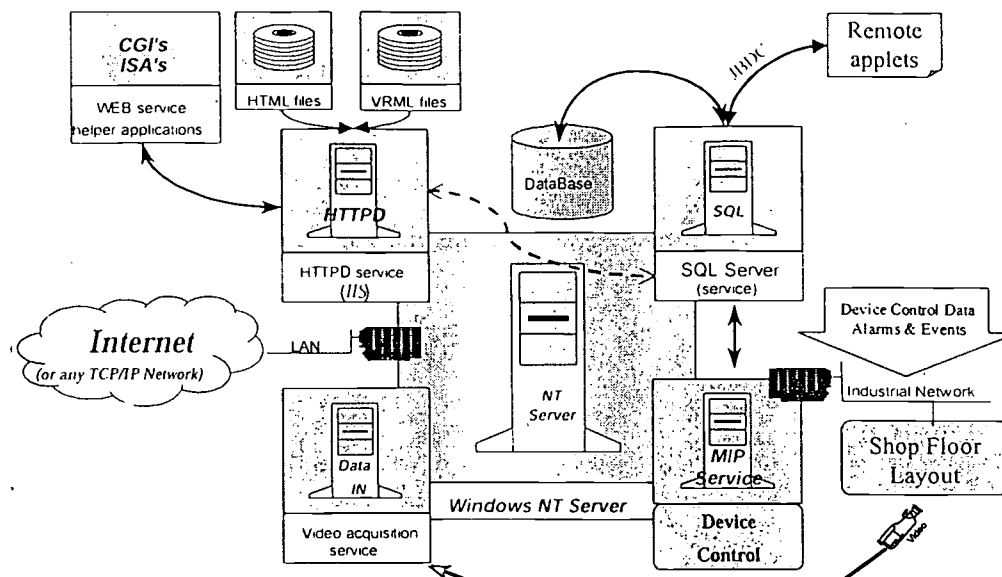 CGI's
ISA's
WEB service
helper applications
HTML files
VRML files
JBDC
Remote
applets
HTTPD
HTTPD service
(IIS)
DataBase
SQL
SQL Server
(service)
Internet
(or any TCP/IP Network)
LAN
NT
Server
Windows NT Server
Device Control Data
Alarms & Events
Industrial Network
Shop Floor
Layout
MIP
Service
Device
Control
Data
IN
Video acquisition
service
Video